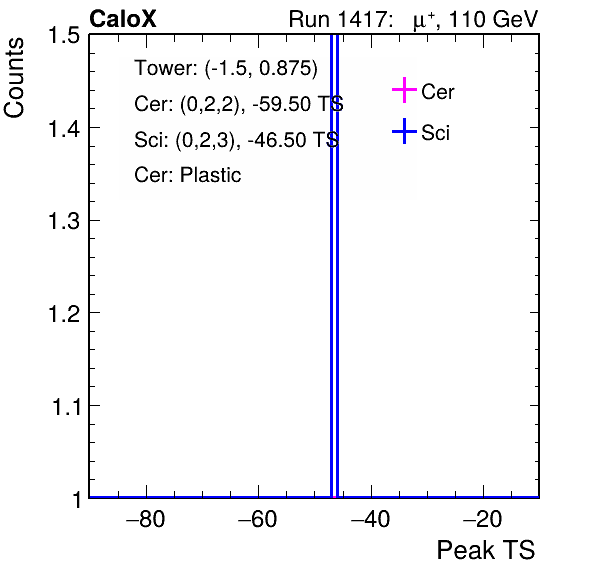 CaloX Run 1417: μ⁺, 110 GeV
Counts
1.5
1.4
1.3
1.2
1.1
1
Tower: (-1.5, 0.875)
Cer: (0,2,2), -59.50 TS
Sci: (0,2,3), -46.50 TS
Cer: Plastic
Cer
Sci
−80 −60 −40 −20
Peak TS